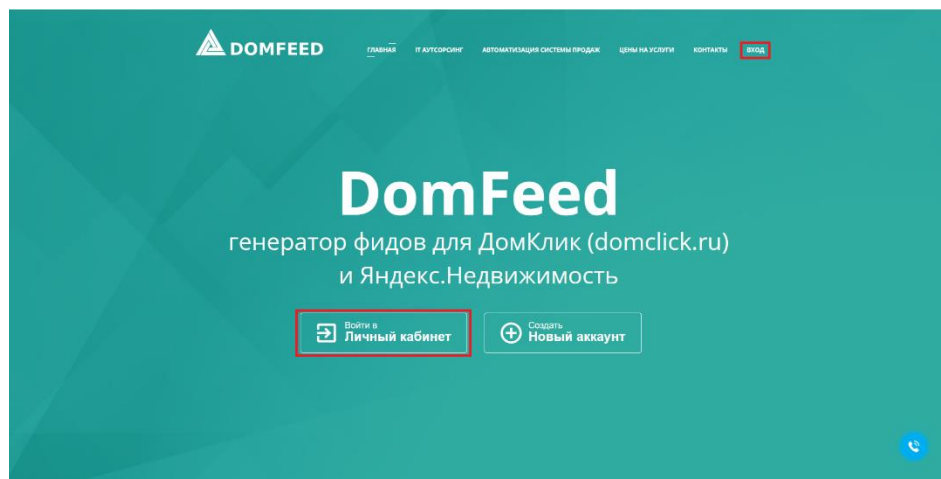 DOMFEED
ГЛАВНАЯ IT АУТСОРСИНГ АВТОМАТИЗАЦИЯ СИСТЕМЫ ПРОДАЖ ЦЕНЫ НА УСЛУГИ КОНТАКТЫ ВХОД
DomFeed
генератор фидов для ДомКлик (domclick.ru)
и Яндекс.Недвижимость
Войти в
Личный кабинет
Создать
Новый аккаунт